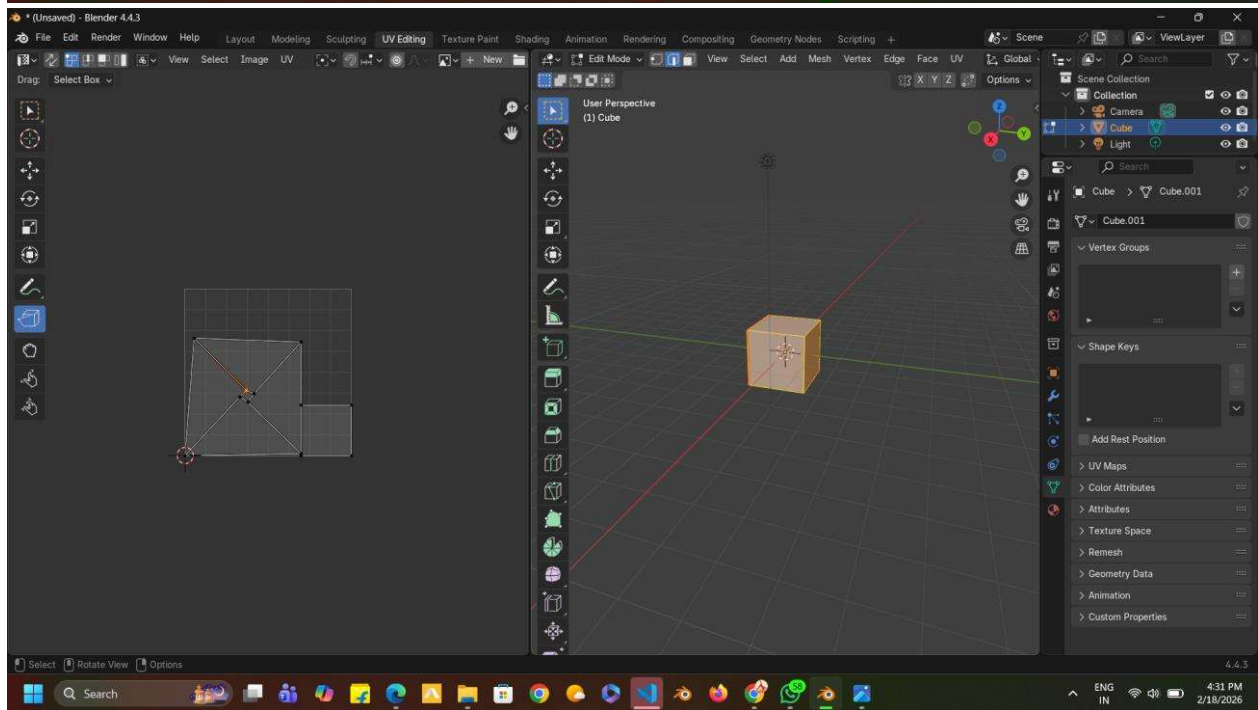 * (Unsaved) - Blender 4.4.3
File Edit Render Window Help Layout Modeling Sculpting UV Editing Texture Paint Shading Animation Rendering Compositing Geometry Nodes Scripting + Scene ViewLayer
View Select Image UV + New Edit Mode View Select Add Mesh Vertex Edge Face UV Global Search
Drag: Select Box X Y Z Options
Scene Collection
Collection
Camera
Cube
Light
User Perspective
(1) Cube
Z
X
Y
Search
Cube > Cube.001
Cube.001
Vertex Groups
Shape Keys
Add Rest Position
UV Maps
Color Attributes
Attributes
Texture Space
Remesh
Geometry Data
Animation
Custom Properties
Select Rotate View Options 4.4.3
Search 58 ENG IN 4:31 PM
2/18/2026